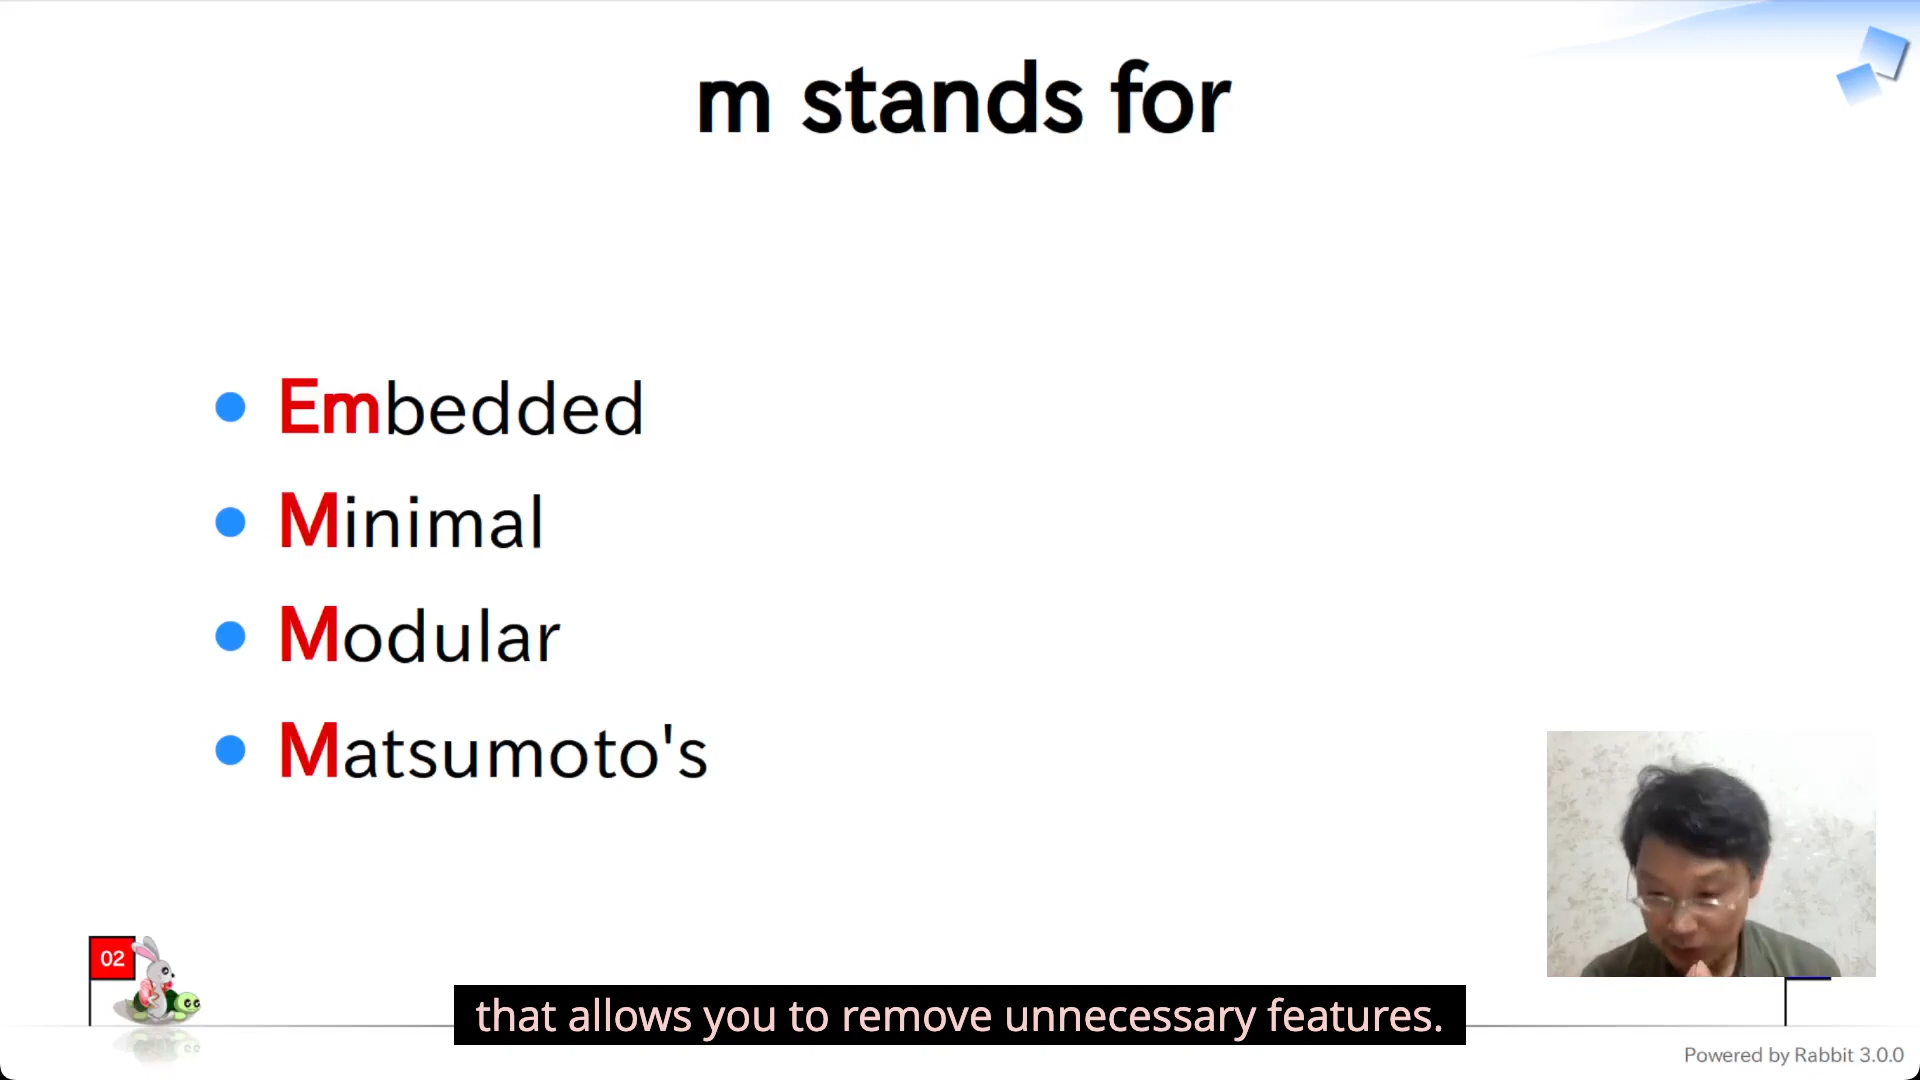 m stands for
Embedded
Minimal
Modular
Matsumoto's
02
that allows you to remove unnecessary features.
Powered by Rabbit 3.0.0